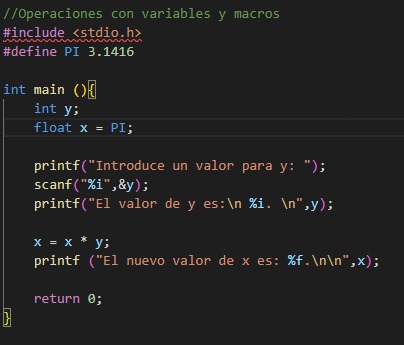 //Operaciones con variables y macros
#include <stdio.h>
#define PI 3.1416
int main (){
int y;
float x = PI;
printf("Introduce un valor para y: ");
scanf("%i",&y);
printf("El valor de y es:\n %i. \n",y);
x = x * y;
printf ("El nuevo valor de x es: %f.\n\n",x);
return 0;
}